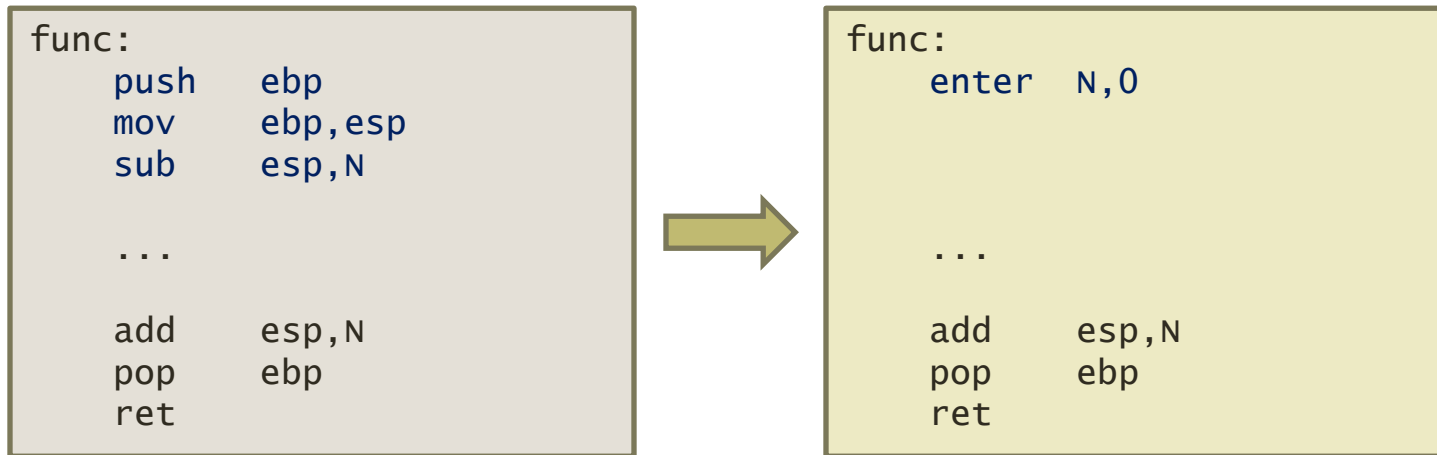 func:
    push    ebp
    mov     ebp,esp
    sub     esp,N
    ...
    add     esp,N
    pop     ebp
    ret
func:
    enter   N,0
    ...
    add     esp,N
    pop     ebp
    ret